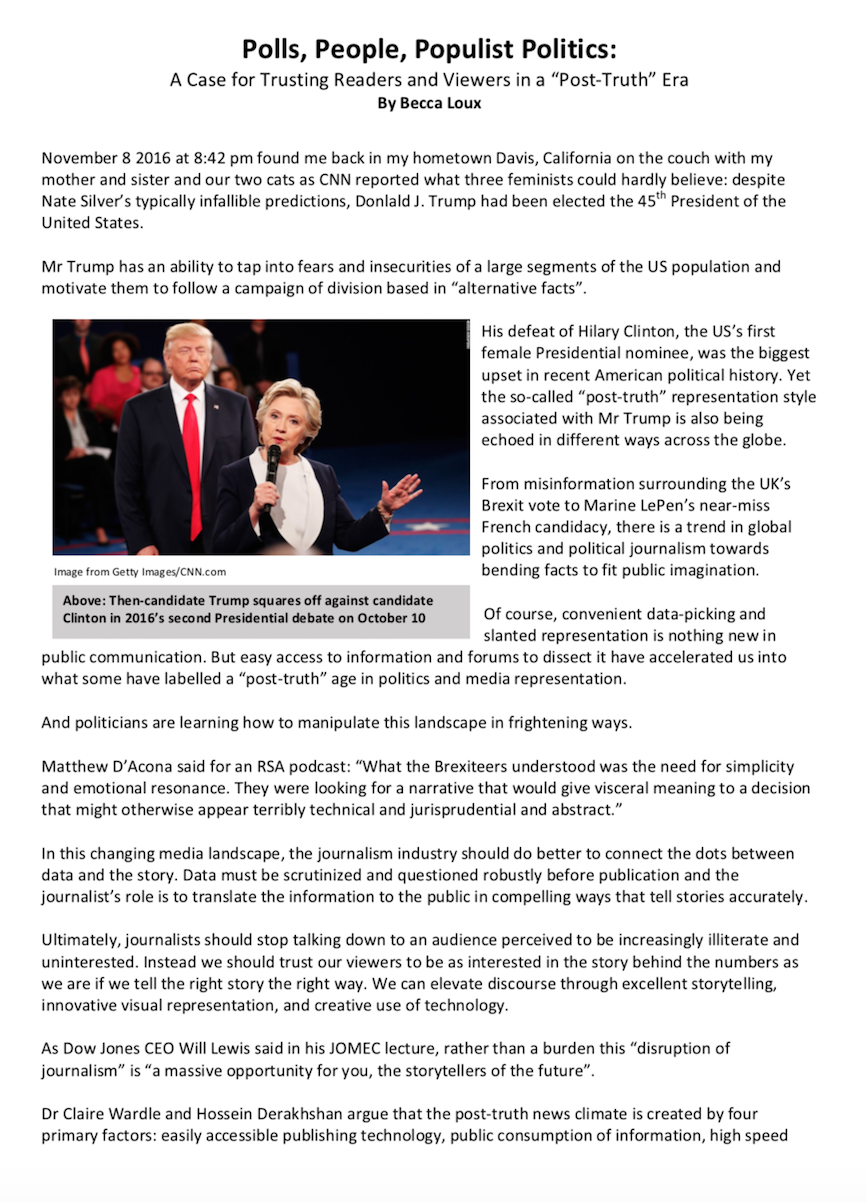 Polls, People, Populist Politics:
A Case for Trusting Readers and Viewers in a “Post-Truth” Era
By Becca Loux
November 8 2016 at 8:42 pm found me back in my hometown Davis, California on the couch with my
mother and sister and our two cats as CNN reported what three feminists could hardly believe: despite
Nate Silver’s typically infallible predictions, Donlald J. Trump had been elected the 45th President of the
United States.
Mr Trump has an ability to tap into fears and insecurities of a large segments of the US population and
motivate them to follow a campaign of division based in “alternative facts”.
His defeat of Hilary Clinton, the US’s first
female Presidential nominee, was the biggest
upset in recent American political history. Yet
the so-called “post-truth” representation style
associated with Mr Trump is also being
echoed in different ways across the globe.
From misinformation surrounding the UK’s
Brexit vote to Marine LePen’s near-miss
French candidacy, there is a trend in global
politics and political journalism towards
bending facts to fit public imagination.
Image from Getty Images/CNN.com
Above: Then-candidate Trump squares off against candidate
Clinton in 2016’s second Presidential debate on October 10
Of course, convenient data-picking and
slanted representation is nothing new in
public communication. But easy access to information and forums to dissect it have accelerated us into
what some have labelled a “post-truth” age in politics and media representation.
And politicians are learning how to manipulate this landscape in frightening ways.
Matthew D’Acona said for an RSA podcast: “What the Brexiteers understood was the need for simplicity
and emotional resonance. They were looking for a narrative that would give visceral meaning to a decision
that might otherwise appear terribly technical and jurisprudential and abstract.”
In this changing media landscape, the journalism industry should do better to connect the dots between
data and the story. Data must be scrutinized and questioned robustly before publication and the
journalist’s role is to translate the information to the public in compelling ways that tell stories accurately.
Ultimately, journalists should stop talking down to an audience perceived to be increasingly illiterate and
uninterested. Instead we should trust our viewers to be as interested in the story behind the numbers as
we are if we tell the right story the right way. We can elevate discourse through excellent storytelling,
innovative visual representation, and creative use of technology.
As Dow Jones CEO Will Lewis said in his JOMEC lecture, rather than a burden this “disruption of
journalism” is “a massive opportunity for you, the storytellers of the future”.
Dr Claire Wardle and Hossein Derakhshan argue that the post-truth news climate is created by four
primary factors: easily accessible publishing technology, public consumption of information, high speed